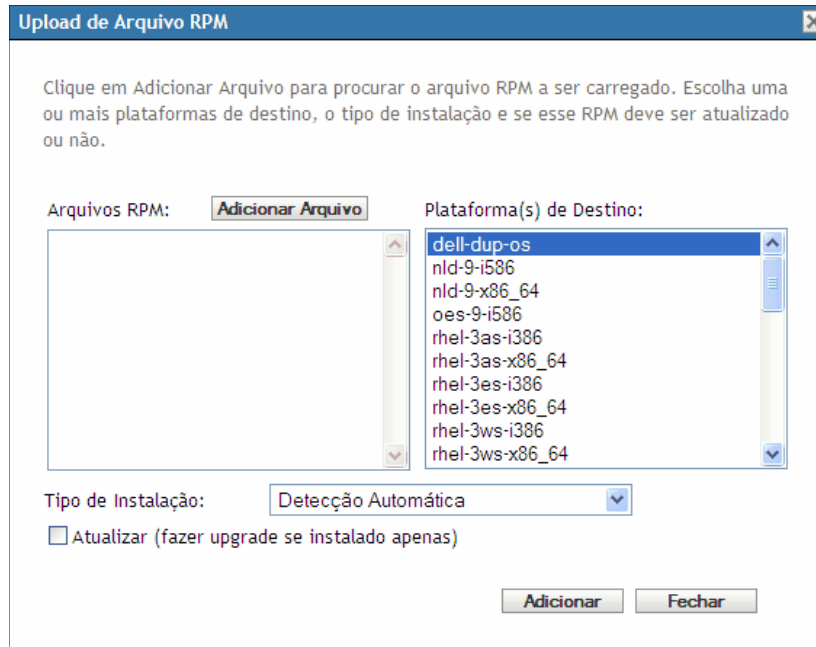 Upload de Arquivo RPM
Clique em Adicionar Arquivo para procurar o arquivo RPM a ser carregado. Escolha uma
ou mais plataformas de destino, o tipo de instalação e se esse RPM deve ser atualizado
ou não.
Arquivos RPM: Adicionar Arquivo Plataforma(s) de Destino:
dell-dup-os
nld-9-i586
nld-9-x86_64
oes-9-i586
rhel-3as-i386
rhel-3as-x86_64
rhel-3es-i386
rhel-3es-x86_64
rhel-3ws-i386
rhel-3ws-x86_64
Tipo de Instalação: Detecção Automática
Atualizar (fazer upgrade se instalado apenas)
Adicionar Fechar